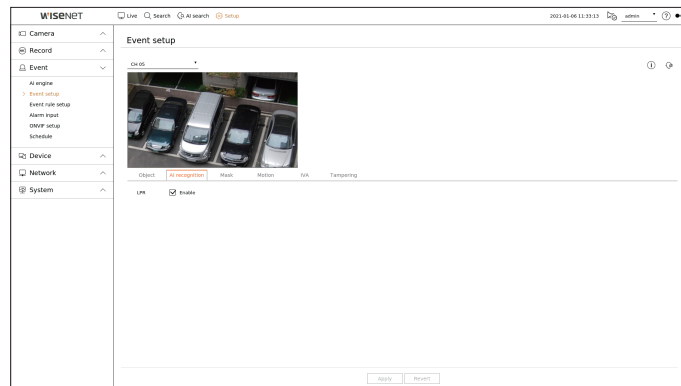 WISENET
Live Search AI search Setup
2021-01-06 11:33:13 admin
Camera
Record
Event
AI engine
Event setup
Event rule setup
Alarm input
ONVIF setup
Schedule
Device
Network
System
Event setup
CH 05
Object AI recognition Mask Motion IVA Tampering
LPR Enable
Apply Revert